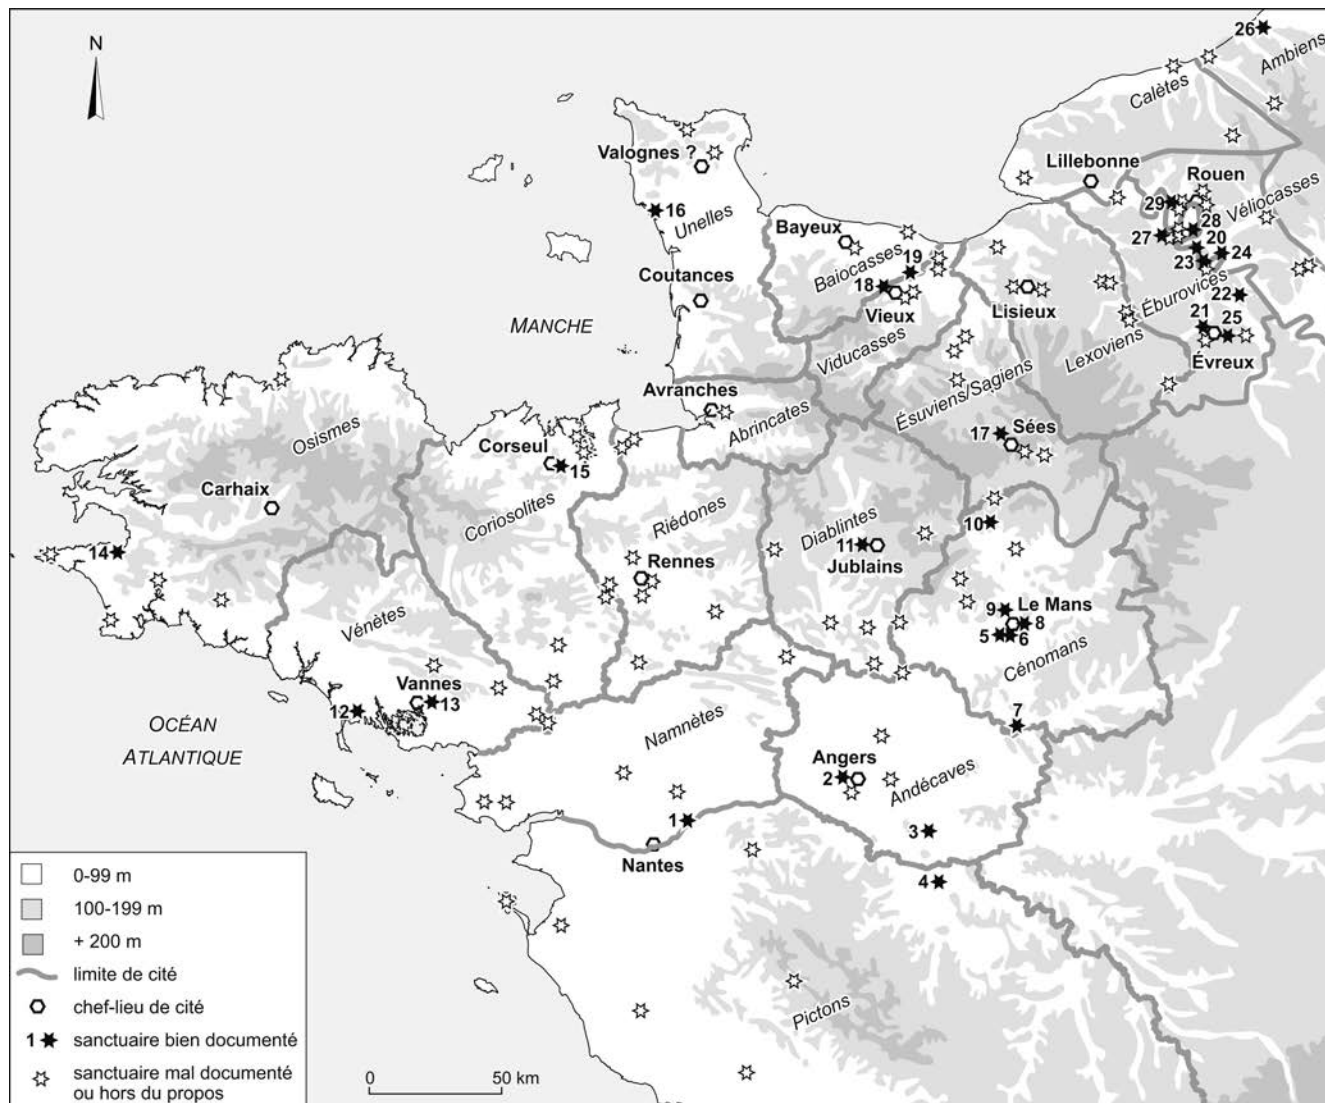 N
26
Ambiens
Calètes
Valognes ?
Lillebonne
Rouen
29
Véliocasses
16
Unelles
28
Bayeux
27
20
Baiocasses
19
23
24
Coutances
18
Éburovices
22
Vieux
Lisieux
MANCHE
21
25
Viducasses
Lexoviens
Évreux
Avranches
Ésuviens/Sagiens
Abrincates
Osismes
17
Sées
Corseul
15
Carhaix
Coriosolites
Riédones
Diablintes
10
14
11
Jublains
Rennes
9
Le Mans
8
Vénètes
5
6
Cénomans
Vannes
12
13
7
OCÉAN
ATLANTIQUE
Namnètes
Angers
2
Andécaves
1
3
Nantes
4
Pictons
0-99 m
100-199 m
+ 200 m
limite de cité
chef-lieu de cité
1 sanctuaire bien documenté
sanctuaire mal documenté
ou hors du propos
0
50 km